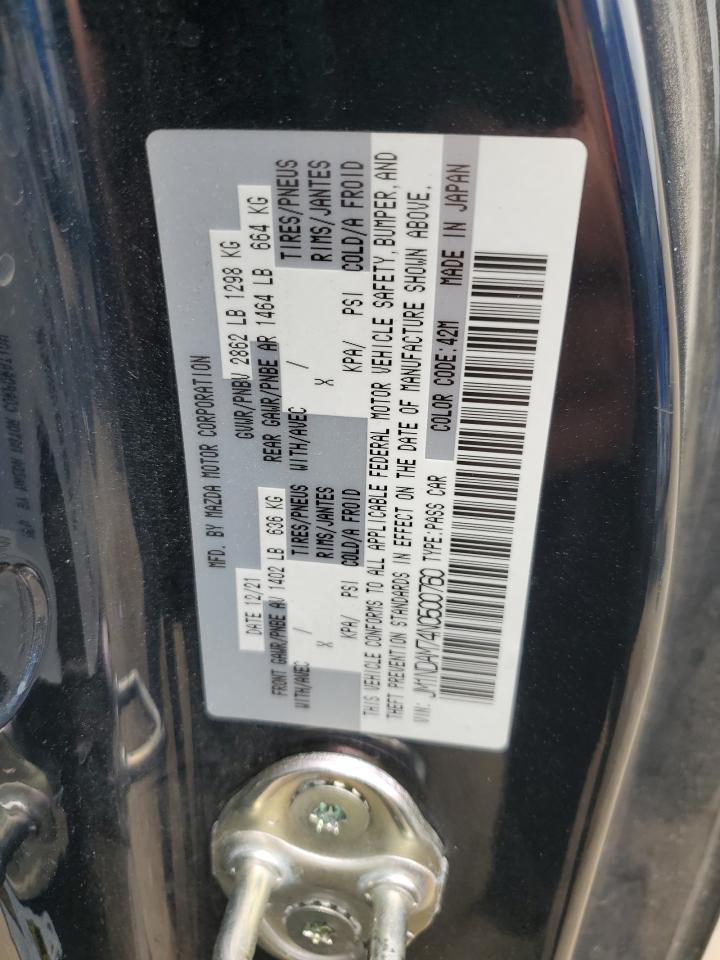 MFD. BY MAZDA MOTOR CORPORATION
DATE 12/21 GVWR/PNBV 2862 LB 1298 KG
FRONT GAWR/PNBE AV 1402 LB 636 KG REAR GAWR/PNBE AR 1464 LB 664 KG
WITH/AVEC / TIRES/PNEUS WITH/AVEC / TIRES/PNEUS
X RIMS/JANTES X RIMS/JANTES
KPA/ PSI COLD/A FROID KPA/ PSI COLD/A FROID
THIS VEHICLE CONFORMS TO ALL APPLICABLE FEDERAL MOTOR VEHICLE SAFETY, BUMPER, AND
THEFT PREVENTION STANDARDS IN EFFECT ON THE DATE OF MANUFACTURE SHOWN ABOVE.
VIN: JM1NDAM74N0500760 TYPE:PASS CAR COLOR CODE:42M MADE IN JAPAN